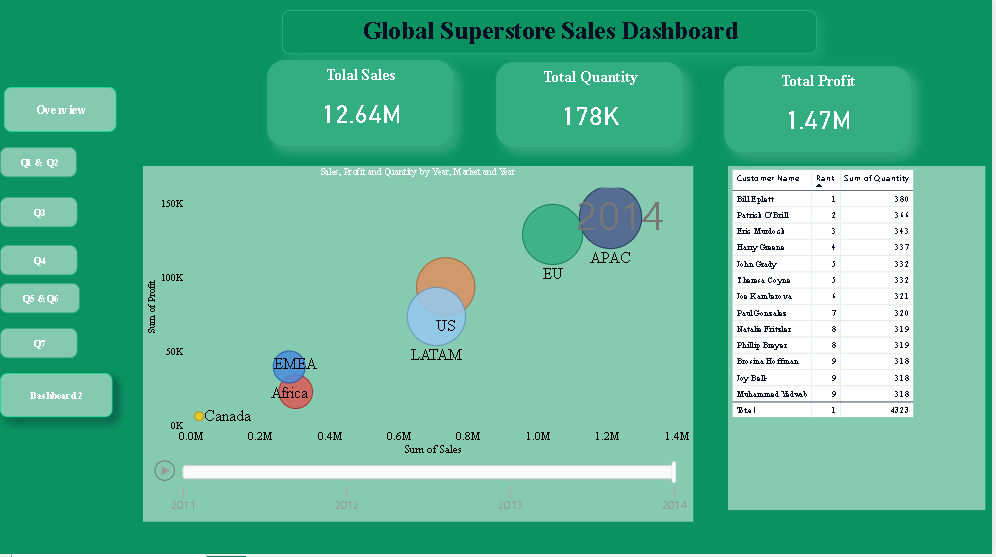 Global Superstore Sales Dashboard
Tolal Sales
12.64M
Total Quantity
178K
Total Profit
1.47M
Overview
Q1 & Q2
Q3
Q4
Q5 &Q6
Q7
Dashboard2
Sales, Profit and Quantity by Year, Market and Year
Sum of Profit
150K
100K
50K
0K
2014
APAC
EU
US
LATAM
EMEA
Africa
Canada
0.0M 0.2M 0.4M 0.6M 0.8M 1.0M 1.2M 1.4M
Sum of Sales
2011 2012 2013 2014
Customer Name Rank Sum of Quantity
Bill Eplett 1 380
Patrick O'Brill 2 366
Eric Murdock 3 343
Harry Greene 4 337
John Grady 5 332
Theresa Coyne 5 332
Joe Kamberova 6 321
Paul Gonzalez 7 320
Natalie Fritzler 8 319
Phillip Breyer 8 319
Brosina Hoffman 9 318
Joy Bell- 9 318
Muhammed Yedwab 9 318
Total 1 4323